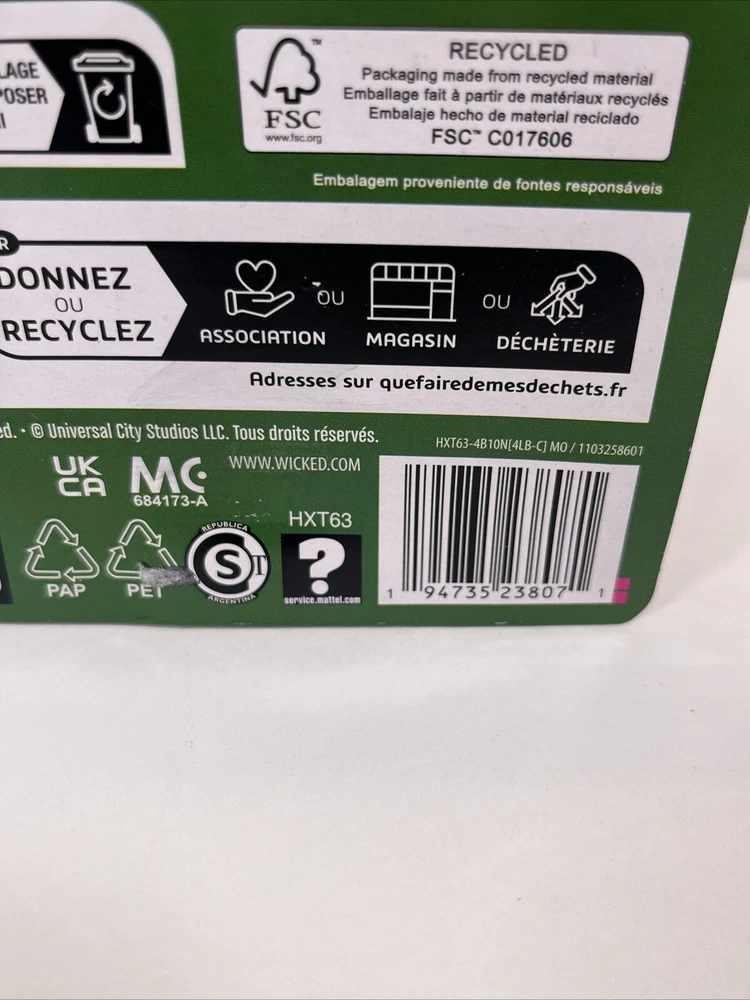 LAGE
POSER
FSC
www.fsc.org
RECYCLED
Packaging made from recycled material
Emballage fait à partir de matériaux recyclés
Embalaje hecho de material reciclado
FSC™ C017606
Embalagem proveniente de fontes responsáveis
R
DONNEZ
OU
RECYCLEZ
ASSOCIATION
OU
MAGASIN
OU
DÉCHÈTERIE
Adresses sur quefairedemesdechets.fr
ed. • © Universal City Studios LLC. Tous droits réservés.
HXT63-4B10N[4LB-C] MO / 1103258601
UK
CA
MC
684173-A
WWW.WICKED.COM
HXT63
PAP
PET
REPUBLICA
S
ARGENTINA
?
service.mattel.com
1 94735 23807 1